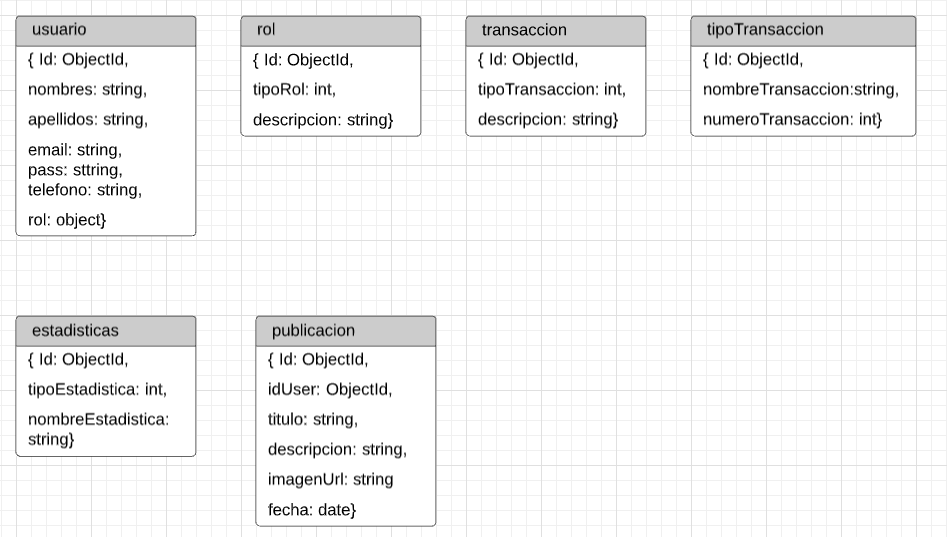 usuario
{ Id: ObjectId,
nombres: string,
apellidos: string,
email: string,
pass: sttring,
telefono: string,
rol: object}
rol
{ Id: ObjectId,
tipoRol: int,
descripcion: string}
transaccion
{ Id: ObjectId,
tipoTransaccion: int,
descripcion: string}
tipoTransaccion
{ Id: ObjectId,
nombreTransaccion:string,
numeroTransaccion: int}
estadisticas
{ Id: ObjectId,
tipoEstadistica: int,
nombreEstadistica:
string}
publicacion
{ Id: ObjectId,
idUser: ObjectId,
titulo: string,
descripcion: string,
imagenUrl: string
fecha: date}